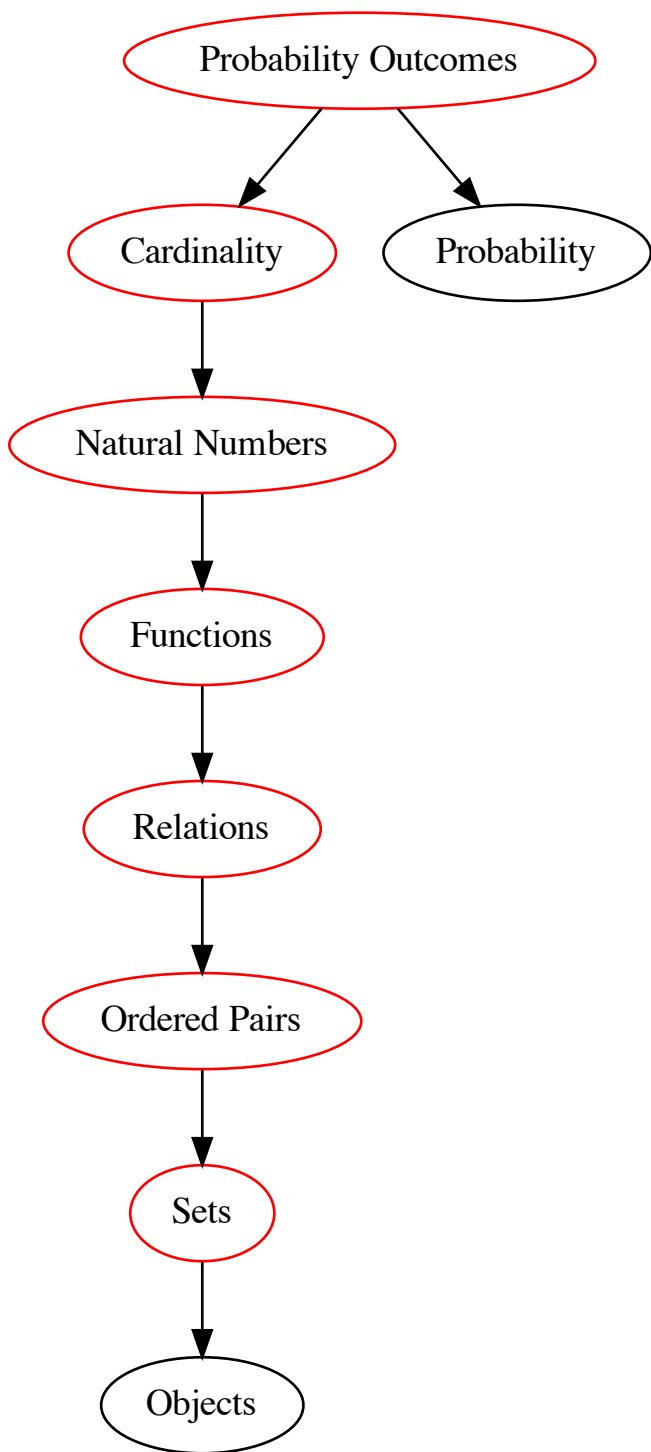 Probability Outcomes
Cardinality
Probability
Natural Numbers
Functions
Relations
Ordered Pairs
Sets
Objects